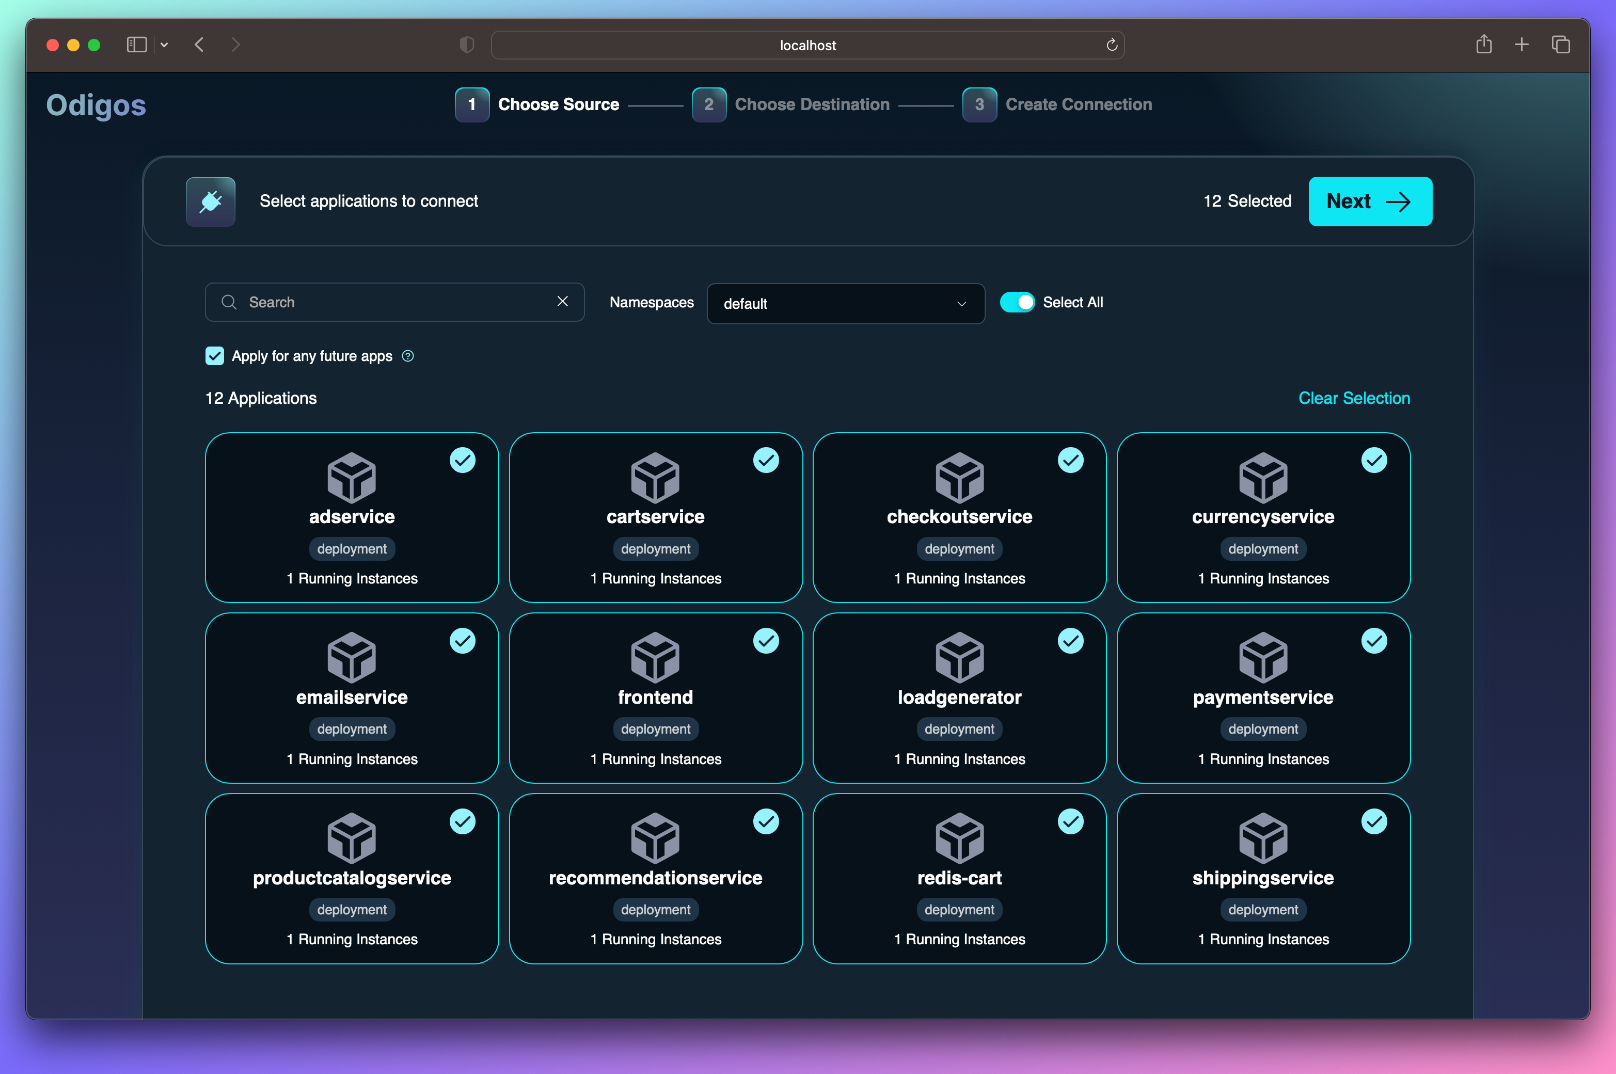 localhost
Odigos
1 Choose Source 2 Choose Destination 3 Create Connection
Select applications to connect
12 Selected
Next
Search
Namespaces
default
Select All
Apply for any future apps ?
12 Applications
Clear Selection
adservice
deployment
1 Running Instances
cartservice
deployment
1 Running Instances
checkoutservice
deployment
1 Running Instances
currencyservice
deployment
1 Running Instances
emailservice
deployment
1 Running Instances
frontend
deployment
1 Running Instances
loadgenerator
deployment
1 Running Instances
paymentservice
deployment
1 Running Instances
productcatalogservice
deployment
1 Running Instances
recommendationservice
deployment
1 Running Instances
redis-cart
deployment
1 Running Instances
shippingservice
deployment
1 Running Instances